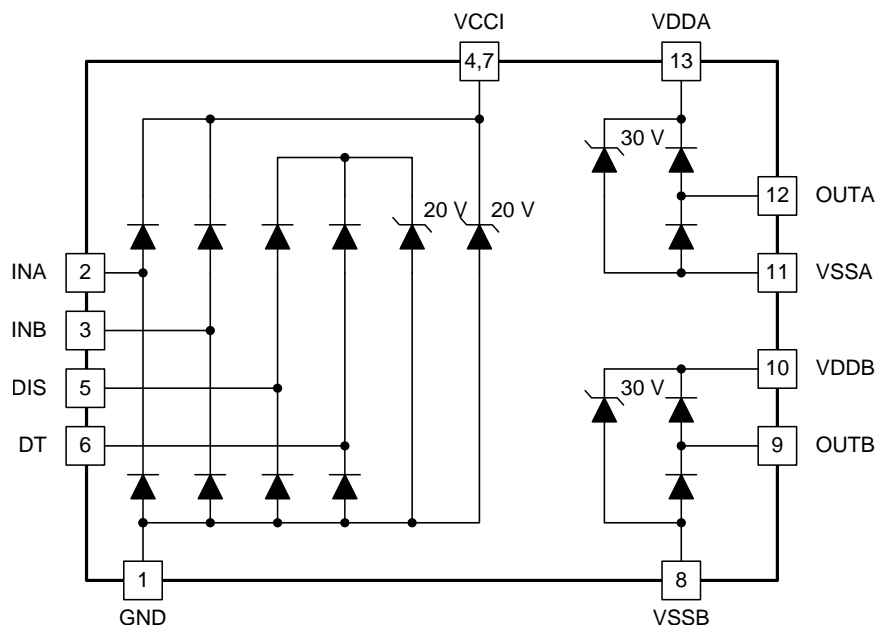 VCCI
VDDA
4,7
13
30 V
12
OUTA
20 V
20 V
INA
2
11
VSSA
INB
3
10
VDDB
DIS
5
30 V
DT
6
9
OUTB
1
8
GND
VSSB